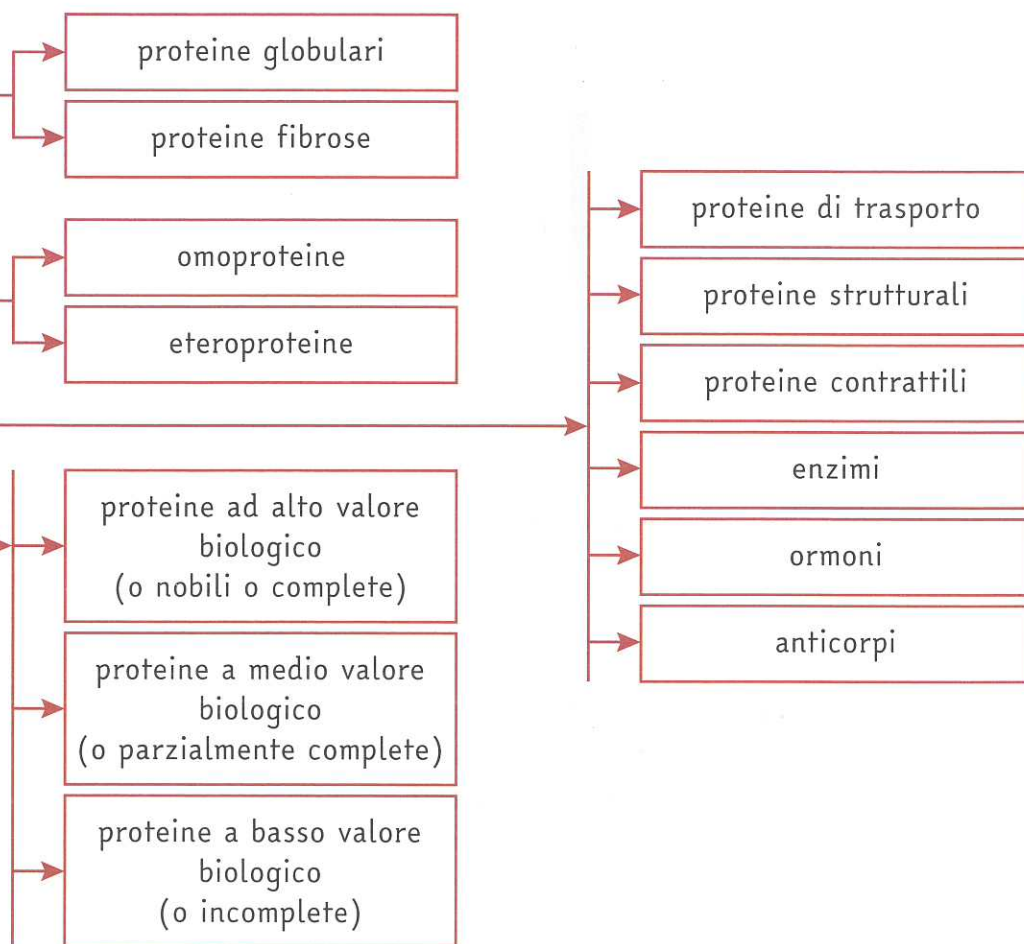 proteine globulari
proteine fibrose
omoproteine
eteroproteine
proteine ad alto valore
biologico
(o nobili o complete)
proteine a medio valore
biologico
(o parzialmente complete)
proteine a basso valore
biologico
(o incomplete)
proteine di trasporto
proteine strutturali
proteine contrattili
enzimi
ormoni
anticorpi